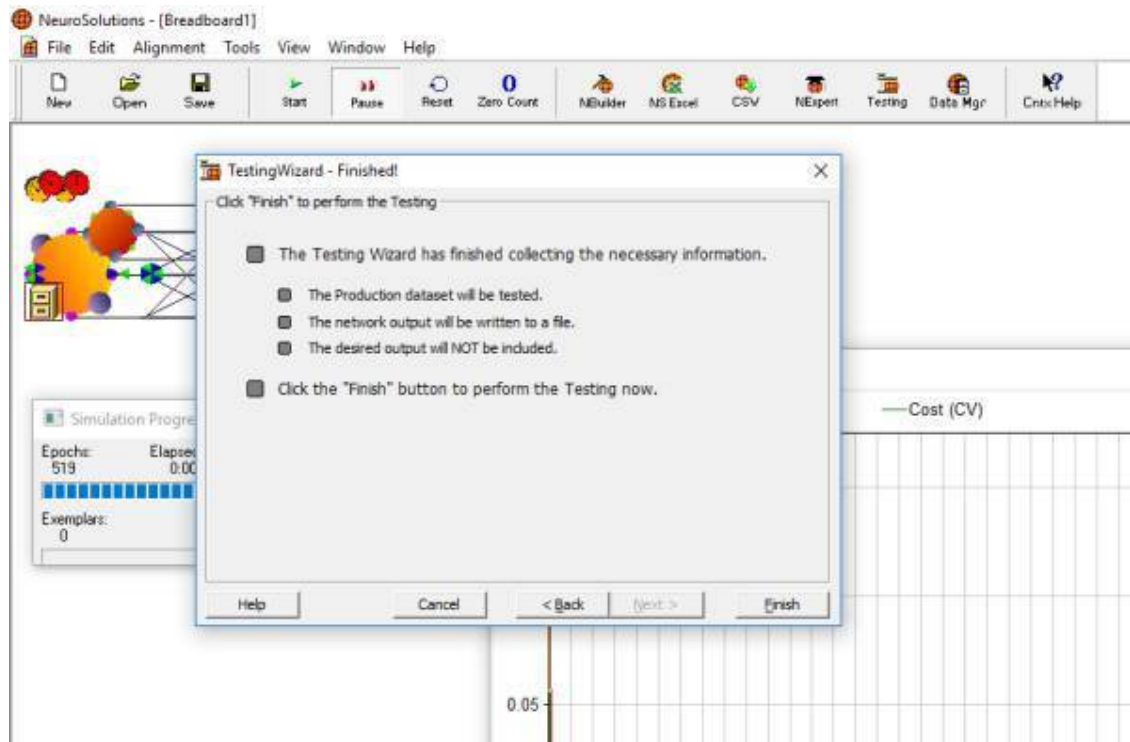 NeuroSolutions - [Breadboard1]
File Edit Alignment Tools View Window Help
New Open Save Start Pause Reset Zero Count NBuilder NS Excel CSV NExpert Testing Data Mgr Cntx Help
TestingWizard - Finished!
Click "Finish" to perform the Testing
The Testing Wizard has finished collecting the necessary information.
The Production dataset will be tested.
The network output will be written to a file.
The desired output will NOT be included.
Click the "Finish" button to perform the Testing now.
Cost (CV)
Simulation Progre
Epochs: Elapse
519 0:00
Exemplars:
0
Help Cancel < Back Next > Finish
0.05